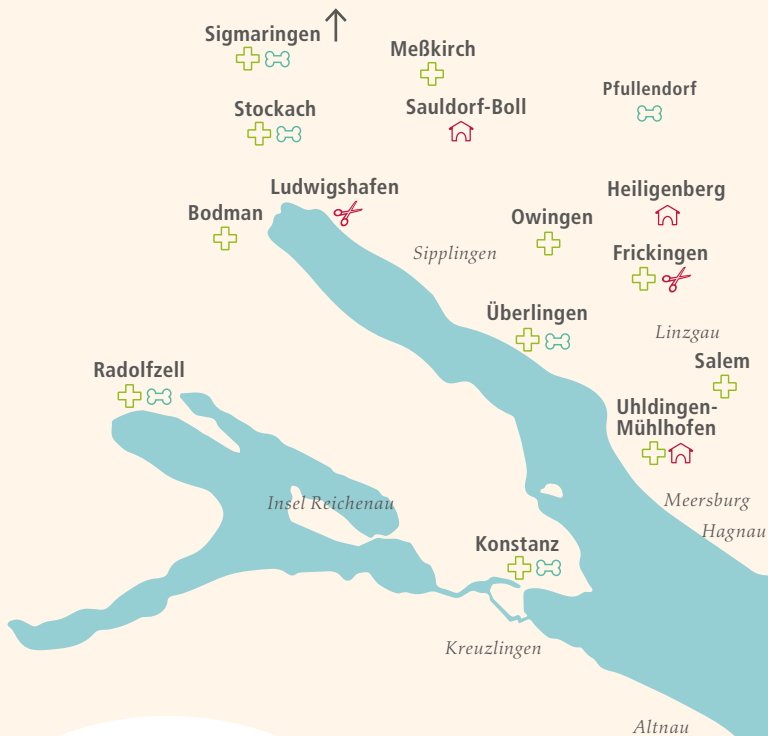 Sigmaringen
Meßkirch
Pfullendorf
Stockach
Sauldorf-Boll
Ludwigshafen
Heiligenberg
Bodman
Owingen
Sipplingen
Frickingen
Überlingen
Linzgau
Salem
Radolfzell
Uhldingen-
Mühlhofen
Insel Reichenau
Meersburg
Hagnau
Konstanz
Kreuzlingen
Altnau